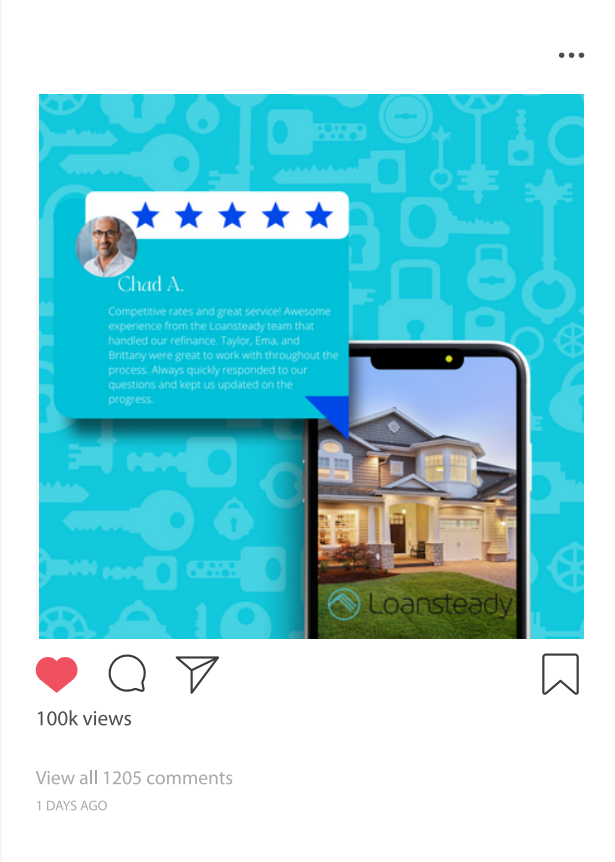 Chad A.
Competitive rates and great service! Awesome
experience from the Loansteady team that
handled our refinance. Taylor, Ema, and
Brittany were great to work with throughout the
process. Always quickly responded to our
questions and kept us updated on the
progress.
Loansteady
100k views
View all 1205 comments
1 DAYS AGO